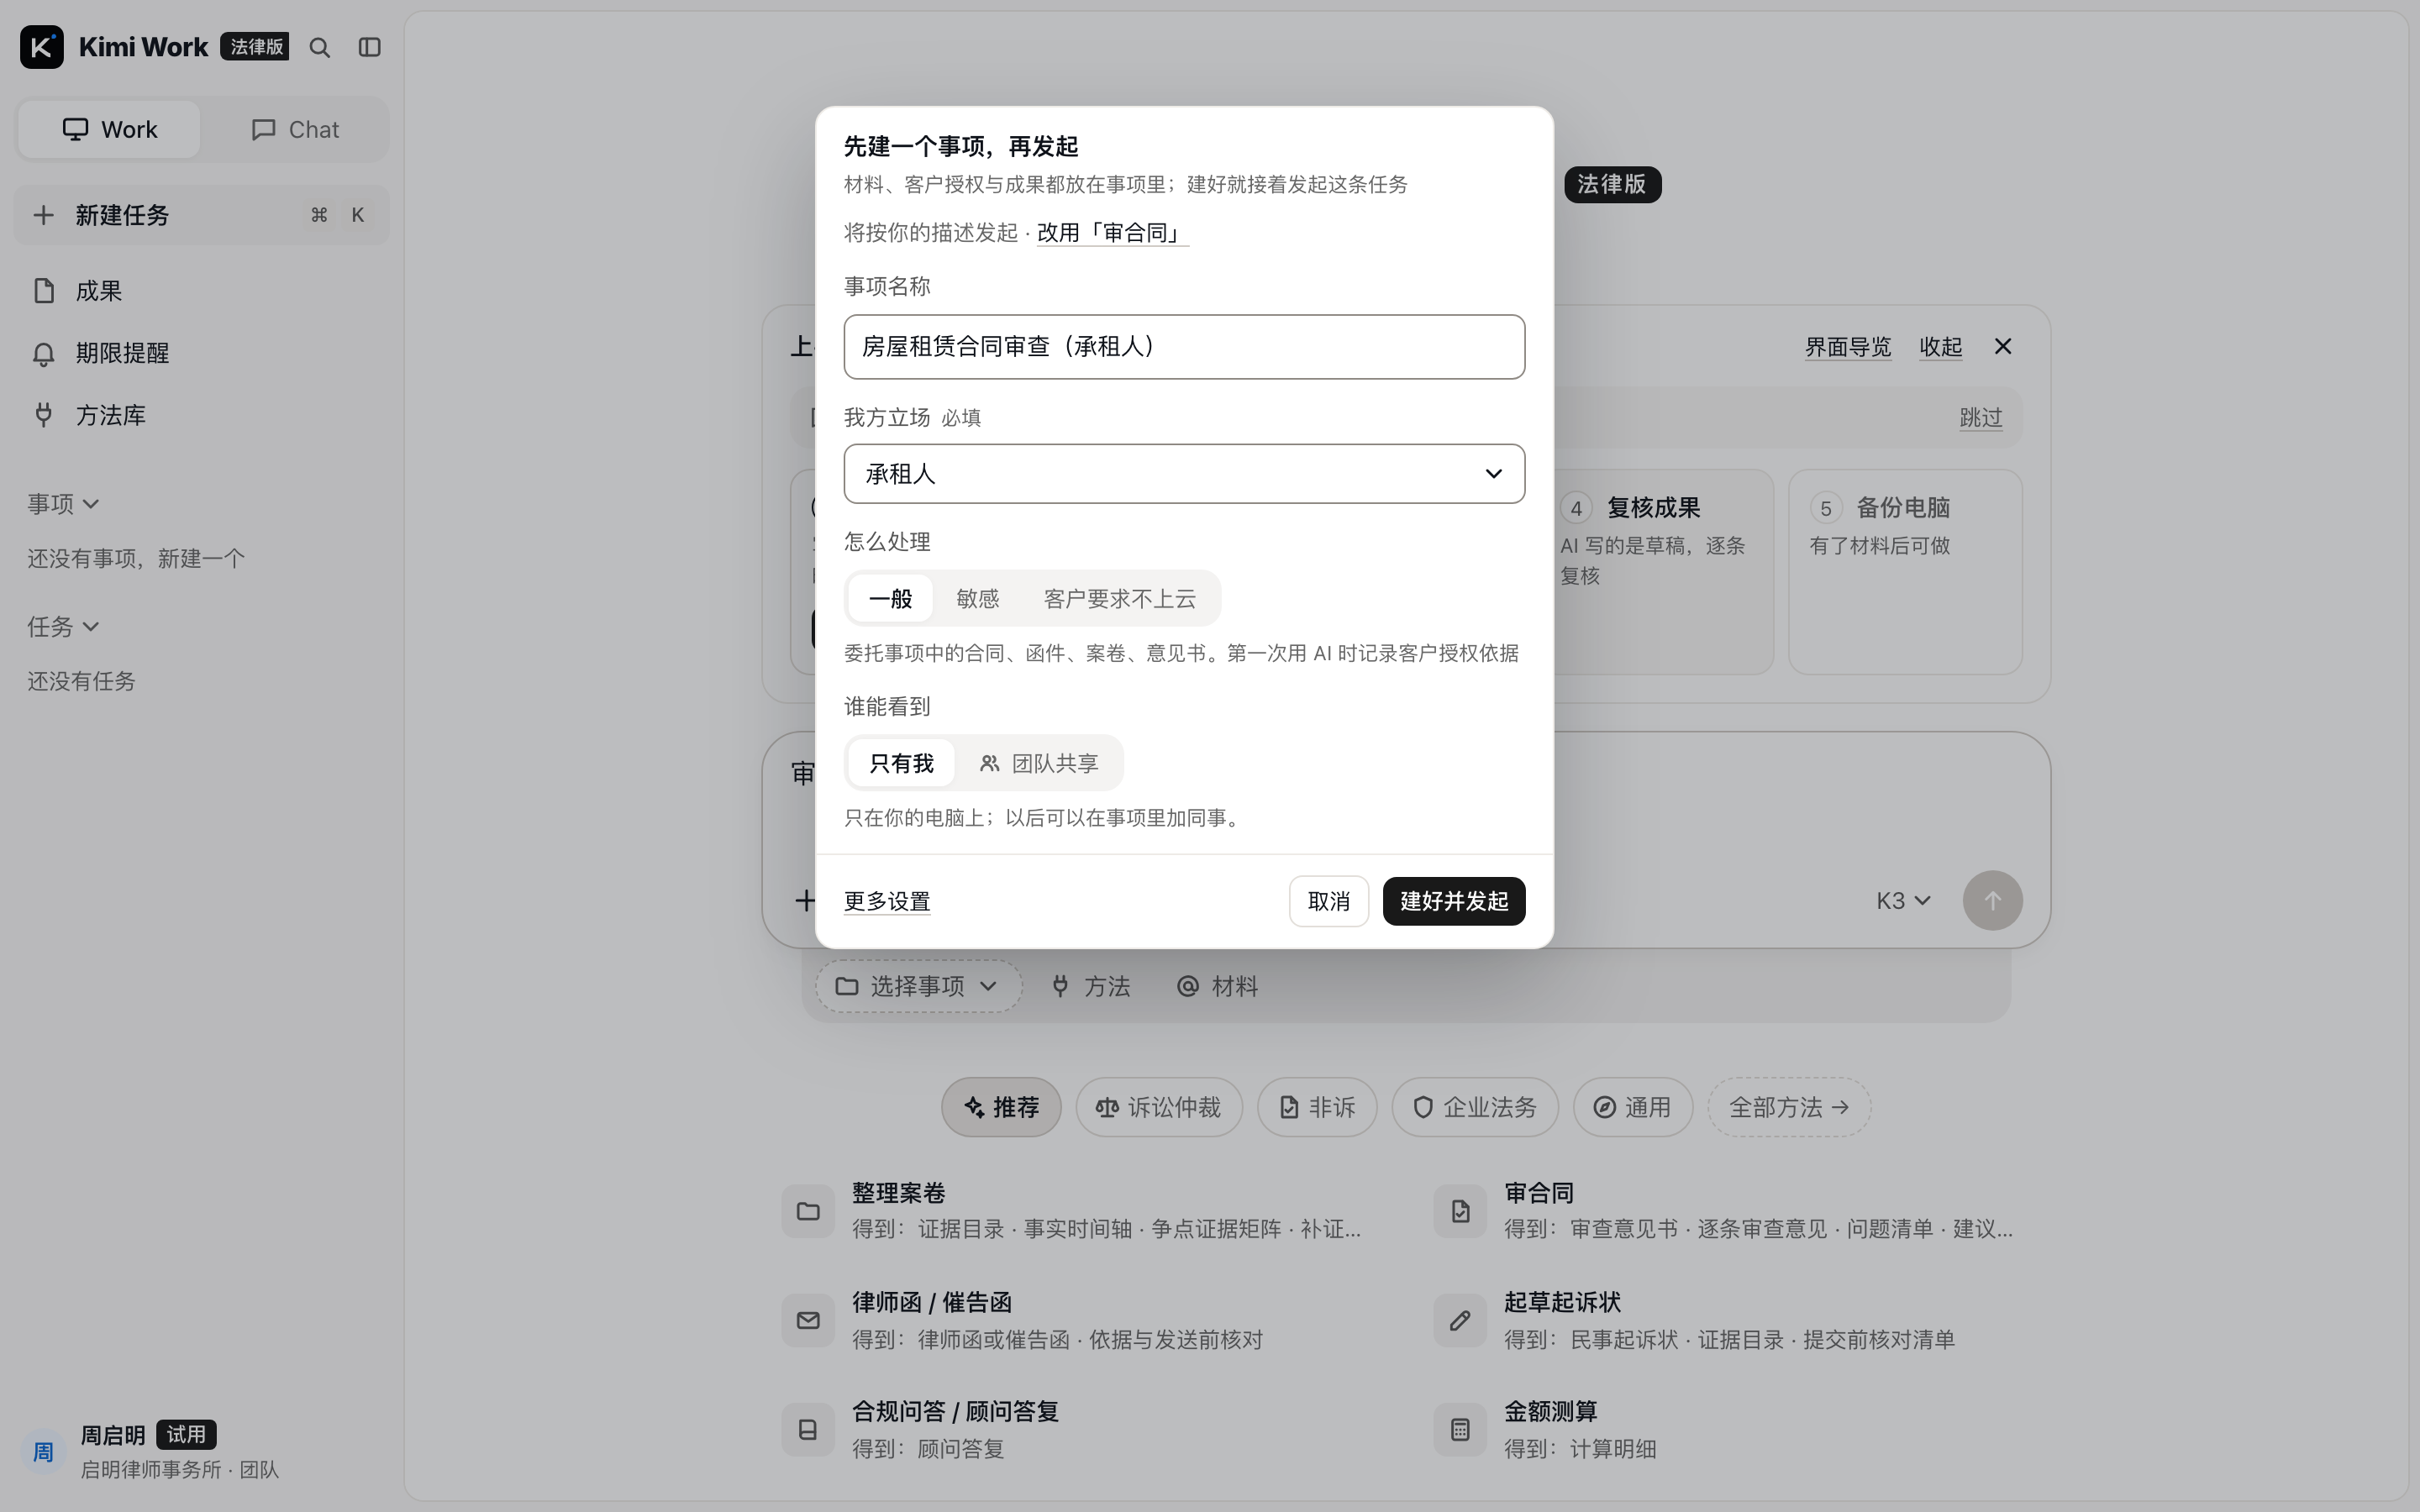 Kimi Work 法律版
Work
Chat
新建任务 ⌘ K
成果
期限提醒
方法库
事项
还没有事项，新建一个
任务
还没有任务
周 周启明 试用
启明律师事务所 · 团队
法律版
界面导览 收起
跳过
4 复核成果
AI 写的是草稿，逐条
复核
5 备份电脑
有了材料后可做
先建一个事项，再发起
材料、客户授权与成果都放在事项里；建好就接着发起这条任务
将按你的描述发起 · 改用「审合同」
事项名称
房屋租赁合同审查（承租人）
我方立场 必填
承租人
怎么处理
一般 敏感 客户要求不上云
委托事项中的合同、函件、案卷、意见书。第一次用 AI 时记录客户授权依据
谁能看到
只有我 团队共享
只在你的电脑上；以后可以在事项里加同事。
更多设置 取消 建好并发起
审
K3
选择事项 方法 材料
推荐 诉讼仲裁 非诉 企业法务 通用 全部方法 →
整理案卷
得到：证据目录 · 事实时间轴 · 争点证据矩阵 · 补证...
审合同
得到：审查意见书 · 逐条审查意见 · 问题清单 · 建议...
律师函 / 催告函
得到：律师函或催告函 · 依据与发送前核对
起草起诉状
得到：民事起诉状 · 证据目录 · 提交前核对清单
合规问答 / 顾问答复
得到：顾问答复
金额测算
得到：计算明细